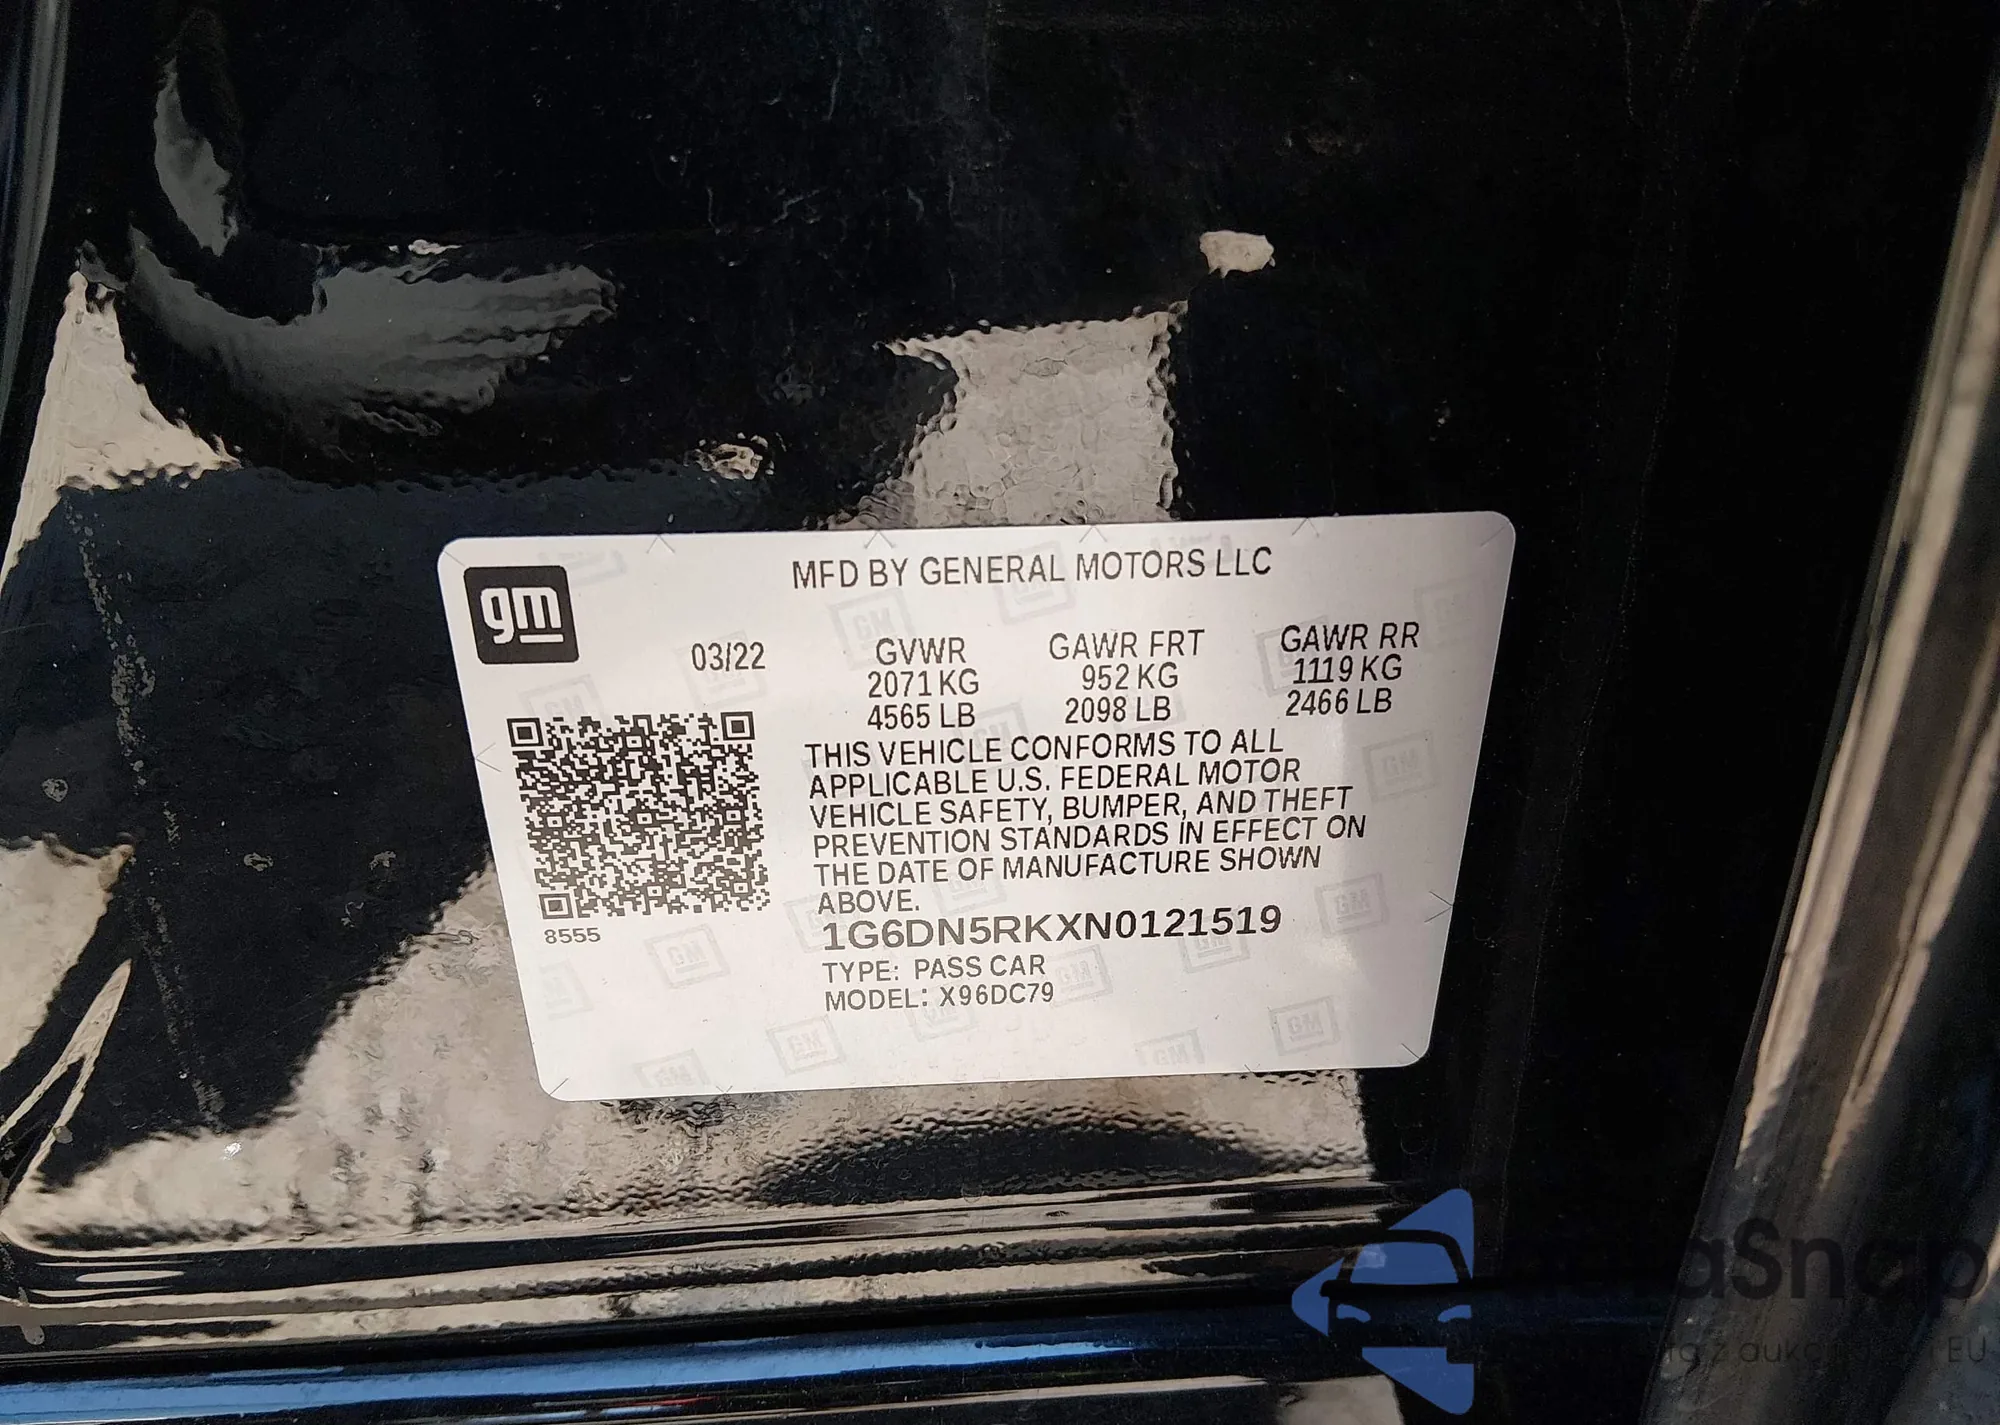 MFD BY GENERAL MOTORS LLC
gm
03/22
GVWR
2071 KG
4565 LB
GAWR FRT
952 KG
2098 LB
GAWR RR
1119 KG
2466 LB
THIS VEHICLE CONFORMS TO ALL
APPLICABLE U.S. FEDERAL MOTOR
VEHICLE SAFETY, BUMPER, AND THEFT
PREVENTION STANDARDS IN EFFECT ON
THE DATE OF MANUFACTURE SHOWN
ABOVE.
8555
1G6DN5RKXN0121519
TYPE: PASS CAR
MODEL: X96DC79
EU